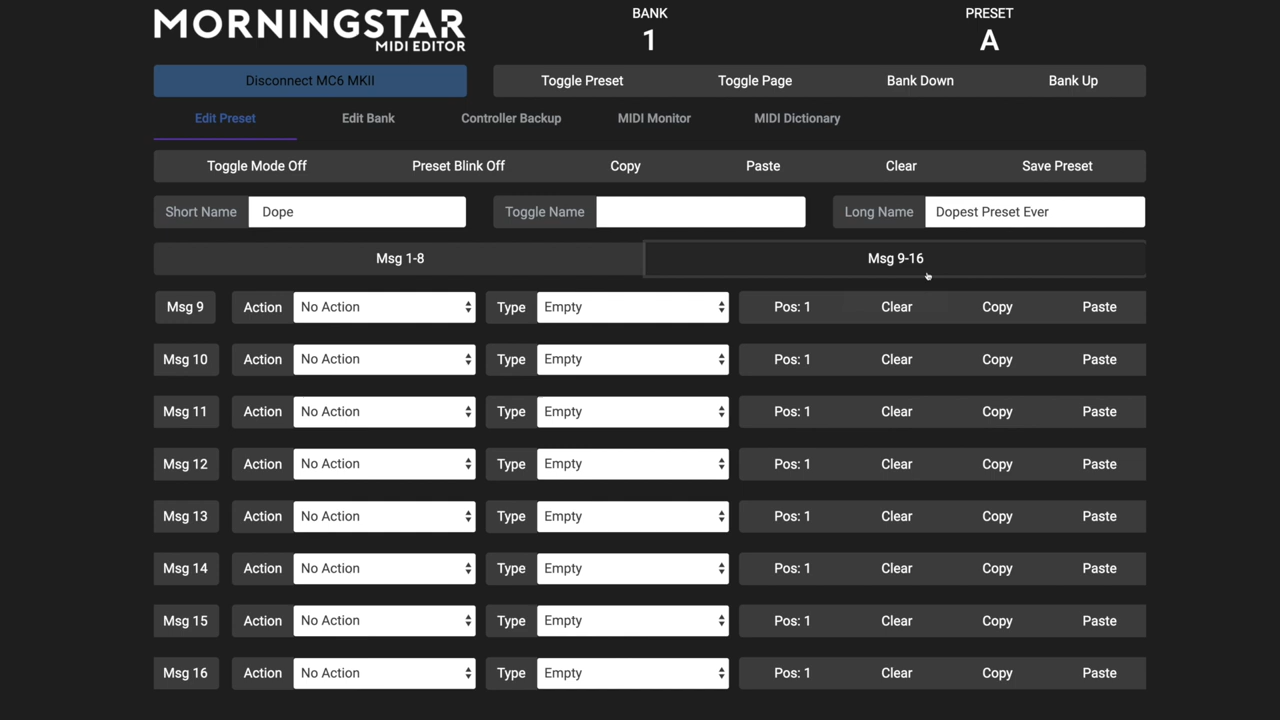 MORNINGSTAR
MIDI EDITOR
BANK
1
PRESET
A
Disconnect MC6 MKII
Toggle Preset Toggle Page Bank Down Bank Up
Edit Preset Edit Bank Controller Backup MIDI Monitor MIDI Dictionary
Toggle Mode Off Preset Blink Off Copy Paste Clear Save Preset
Short Name Dope Toggle Name Long Name Dopest Preset Ever
Msg 1-8 Msg 9-16
Msg 9 Action No Action Type Empty Pos: 1 Clear Copy Paste
Msg 10 Action No Action Type Empty Pos: 1 Clear Copy Paste
Msg 11 Action No Action Type Empty Pos: 1 Clear Copy Paste
Msg 12 Action No Action Type Empty Pos: 1 Clear Copy Paste
Msg 13 Action No Action Type Empty Pos: 1 Clear Copy Paste
Msg 14 Action No Action Type Empty Pos: 1 Clear Copy Paste
Msg 15 Action No Action Type Empty Pos: 1 Clear Copy Paste
Msg 16 Action No Action Type Empty Pos: 1 Clear Copy Paste